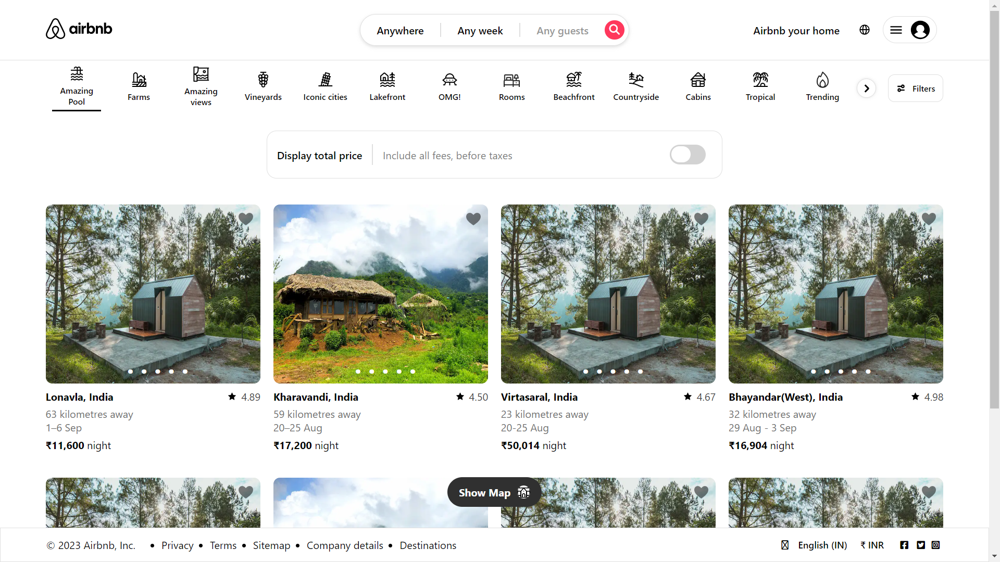 airbnb
Anywhere
Any week
Any guests
Airbnb your home
Amazing
Pool
Farms
Amazing
views
Vineyards
Iconic cities
Lakefront
OMG!
Rooms
Beachfront
Countryside
Cabins
Tropical
Trending
Filters
Display total price
Include all fees, before taxes
Lonavla, India
4.89
63 kilometres away
1–6 Sep
₹11,600 night
Kharavandi, India
4.50
59 kilometres away
20–25 Aug
₹17,200 night
Virtasaral, India
4.67
23 kilometres away
20-25 Aug
₹50,014 night
Bhayandar(West), India
4.98
32 kilometres away
29 Aug - 3 Sep
₹16,904 night
Show Map
© 2023 Airbnb, Inc. • Privacy • Terms • Sitemap • Company details • Destinations
English (IN)
₹ INR